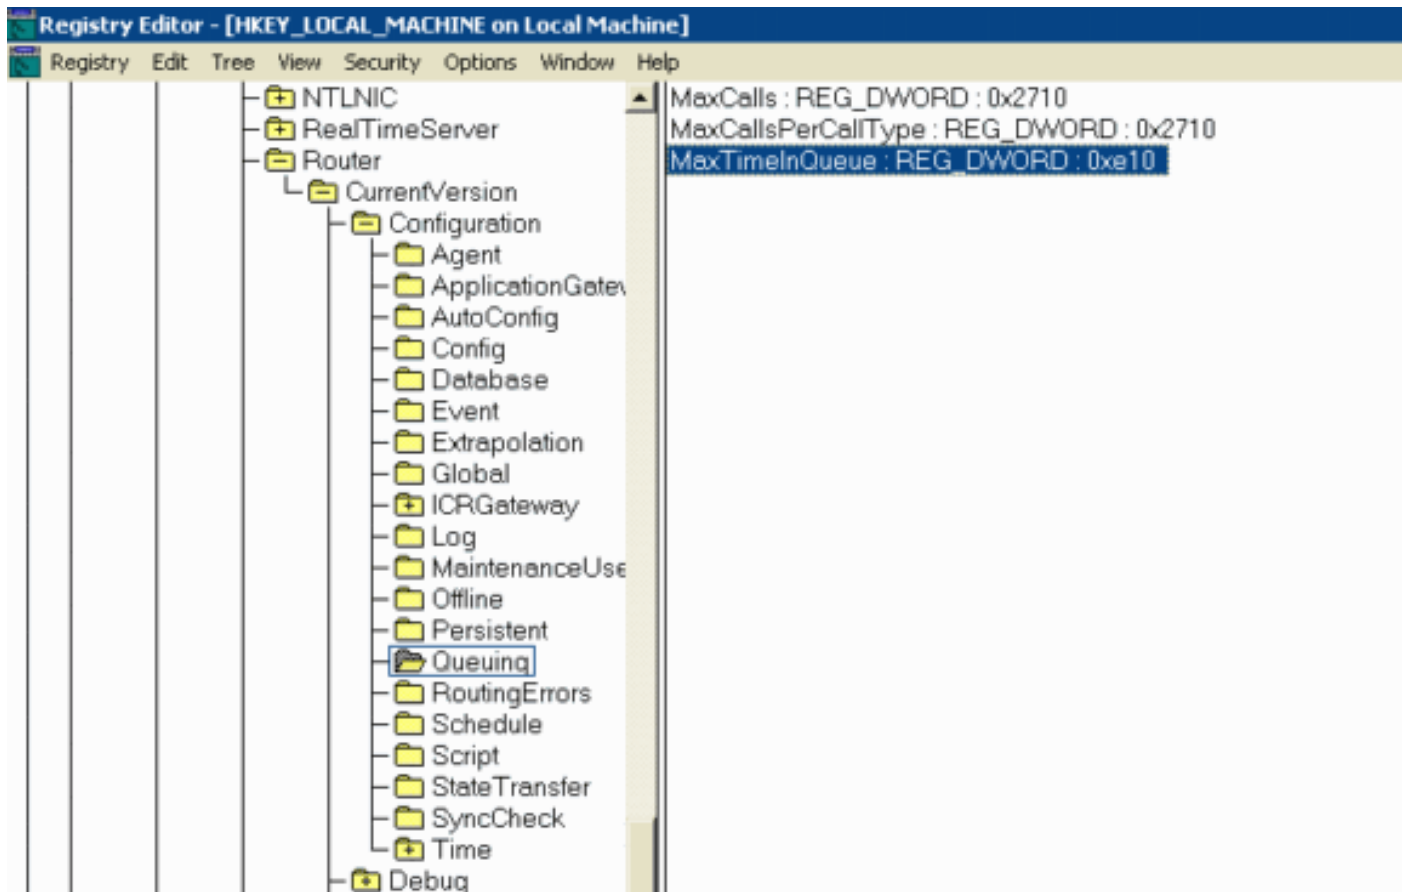 Registry Editor - [HKEY_LOCAL_MACHINE on Local Machine]
Registry Edit Tree View Security Options Window Help
NTLNIC
RealTimeServer
Router
CurrentVersion
Configuration
Agent
ApplicationGatew
AutoConfig
Config
Database
Event
Extrapolation
Global
ICRGateway
Log
MaintenanceUse
Offline
Persistent
Queuing
RoutingErrors
Schedule
Script
StateTransfer
SyncCheck
Time
Debug
MaxCalls : REG_DWORD : 0x2710
MaxCallsPerCallType : REG_DWORD : 0x2710
MaxTimeInQueue : REG_DWORD : 0xe10